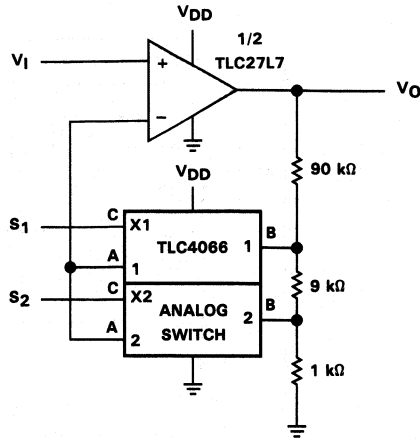 VDD
1/2
TLC27L7
VI
+
−
VO
90 kΩ
VDD
S1
C
X1
TLC4066
1
B
A
1
9 kΩ
S2
C
X2
ANALOG
SWITCH
2
B
A
2
1 kΩ